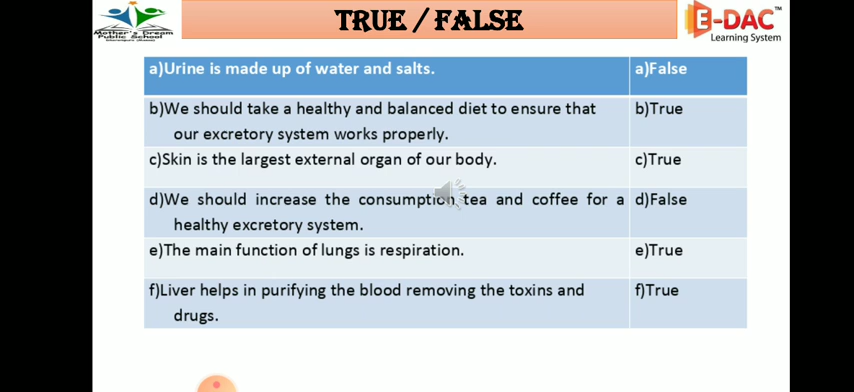 Mother's Dream
Public School
TRUE / FALSE
E-DAC™
Learning System
a)Urine is made up of water and salts.
a)False
b)We should take a healthy and balanced diet to ensure that
our excretory system works properly.
b)True
c)Skin is the largest external organ of our body.
c)True
d)We should increase the consumption tea and coffee for a
healthy excretory system.
d)False
e)The main function of lungs is respiration.
e)True
f)Liver helps in purifying the blood removing the toxins and
drugs.
f)True